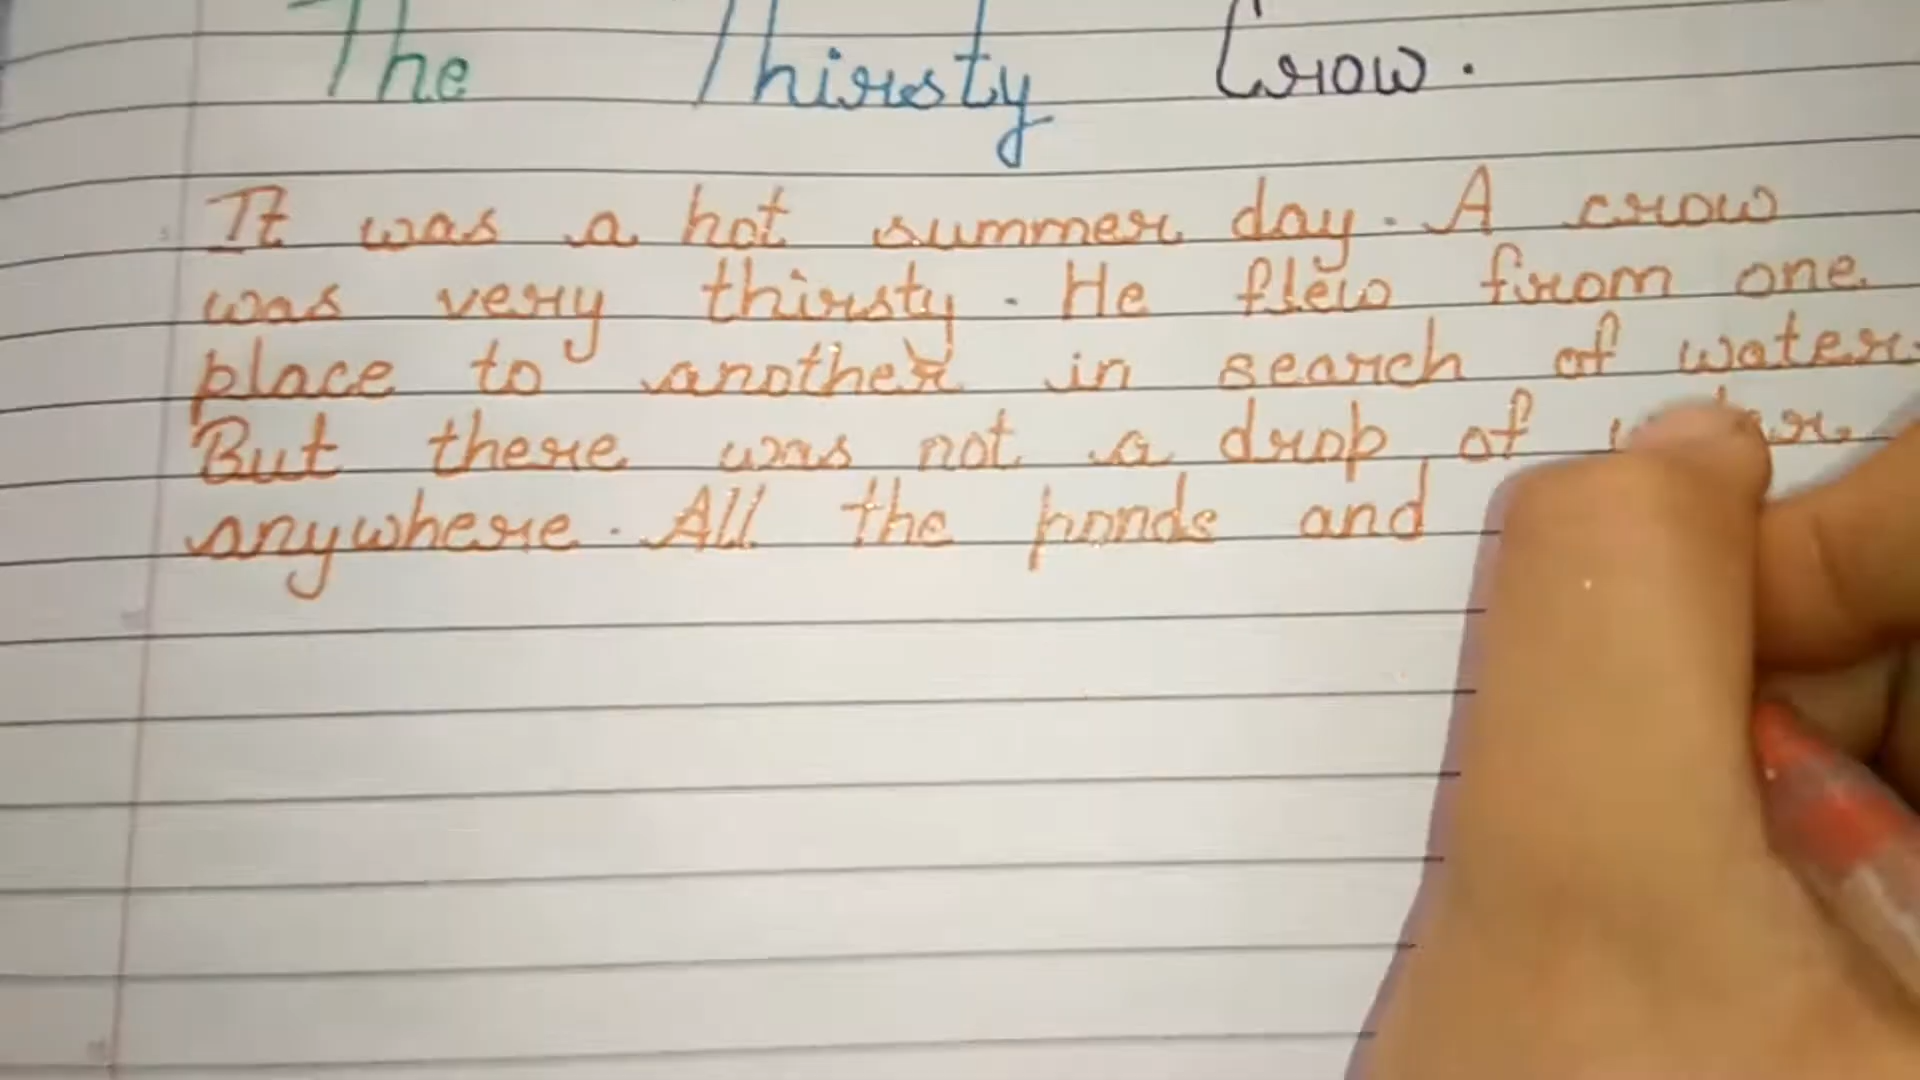 The Thirsty Crow.
It was a hot summer day. A crow
was very thirsty. He flew from one
place to another in search of water.
But there was not a drop of
anywhere. All the ponds and